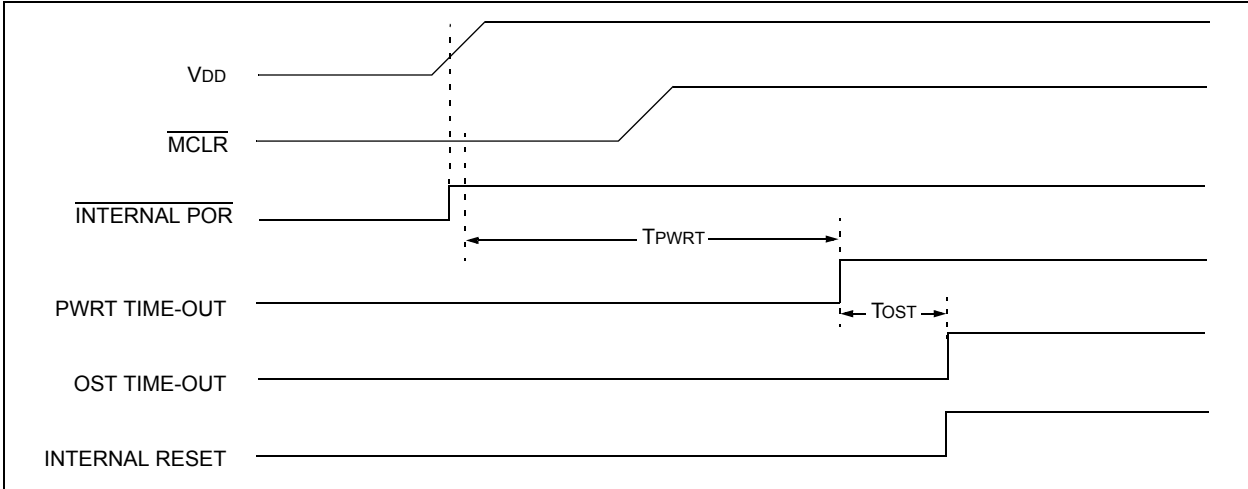 VDD
MCLR
INTERNAL POR
TPWRT
PWRT TIME-OUT
TOST
OST TIME-OUT
INTERNAL RESET